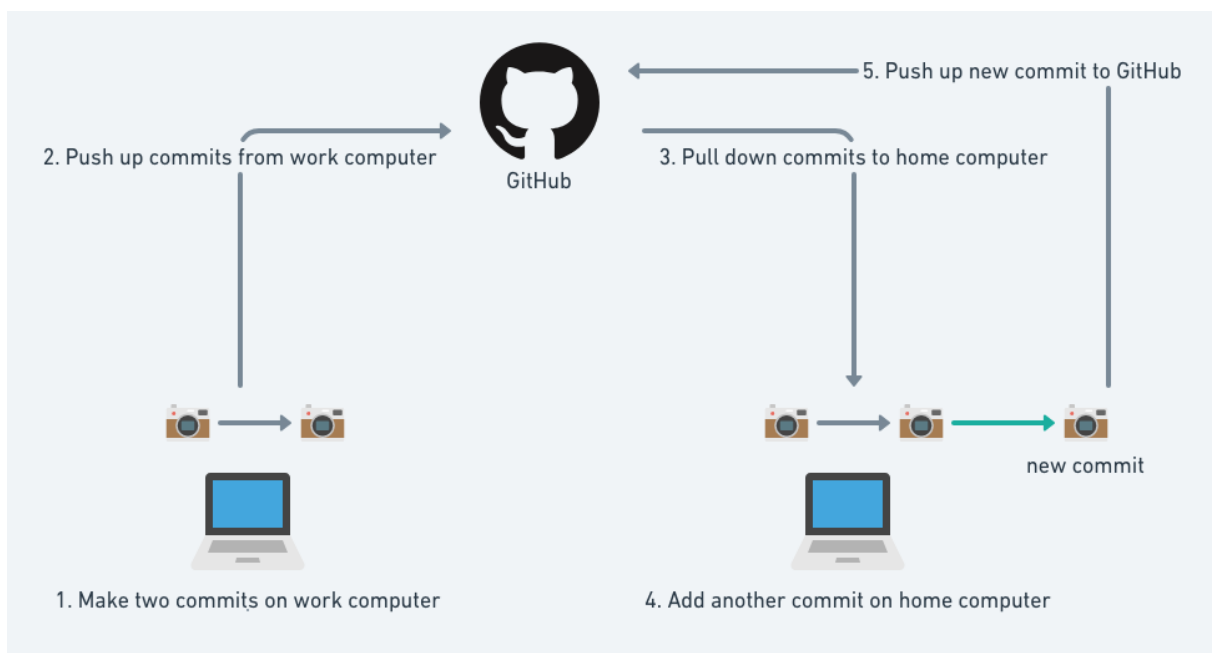 5. Push up new commit to GitHub
2. Push up commits from work computer
3. Pull down commits to home computer
GitHub
new commit
1. Make two commits on work computer
4. Add another commit on home computer